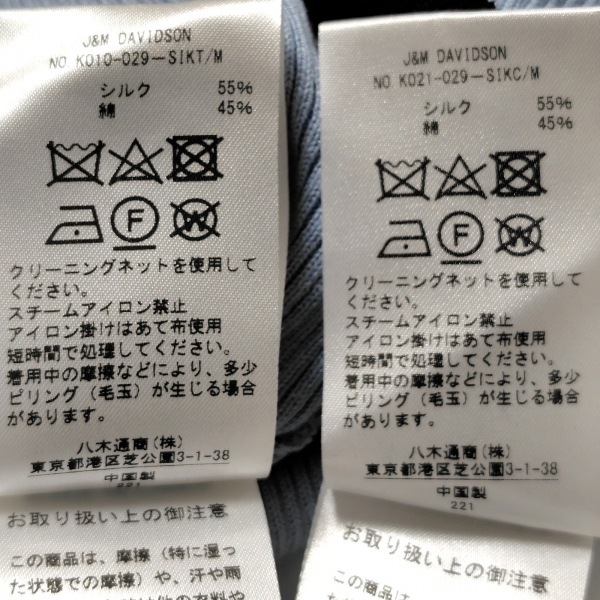 J&M DAVIDSON
NO K010-029-SIKT/M
シルク 55%
綿 45%
F
W
クリーニングネットを使用して
ください。
スチームアイロン禁止
アイロン掛けはあて布使用
短時間で処理してください。
着用中の摩擦などにより、多少
ピリング(毛玉)が生じる場合
があります。
八木通商(株)
東京都港区芝公園3-1-38
中国製
221
お取り扱い上の御注意
この商品は、摩擦(特に湿っ
た状態での摩擦)や、汗や雨
J&M DAVIDSON
NO K021-029-SIKC/M
シルク 55%
綿 45%
F
W
クリーニングネットを使用して
ください。
スチームアイロン禁止
アイロン掛けはあて布使用
短時間で処理してください。
着用中の摩擦などにより、多少
ピリング(毛玉)が生じる場合
があります。
八木通商(株)
東京都港区芝公園3-1-38
中国製
221
お取り扱い上の御注意
この商品は、摩擦